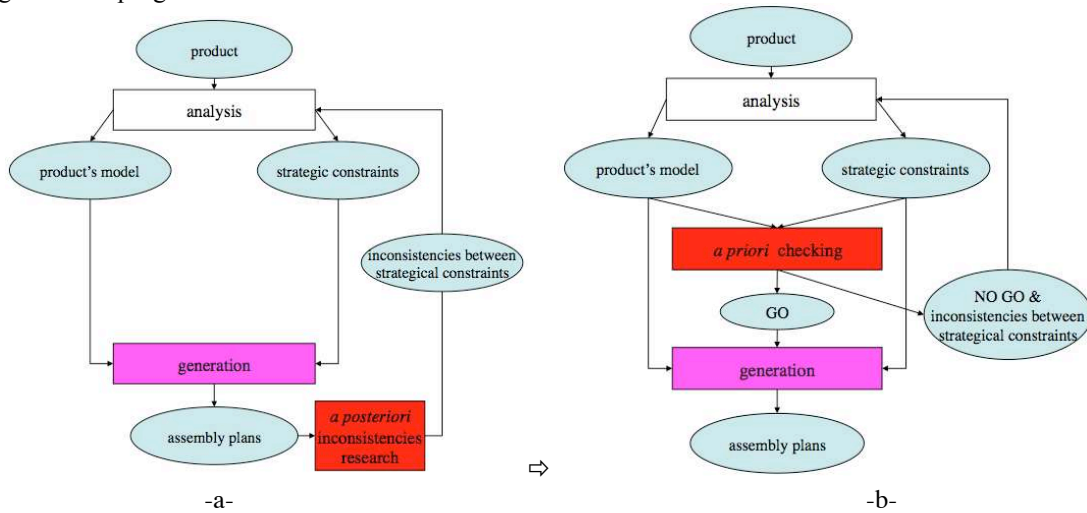 product
analysis
product's model
strategic constraints
inconsistencies between
strategical constraints
generation
assembly plans
a posteriori
inconsistencies
research
-a-
⇨
product
analysis
product's model
strategic constraints
a priori checking
GO
NO GO &
inconsistencies between
strategical constraints
generation
assembly plans
-b-